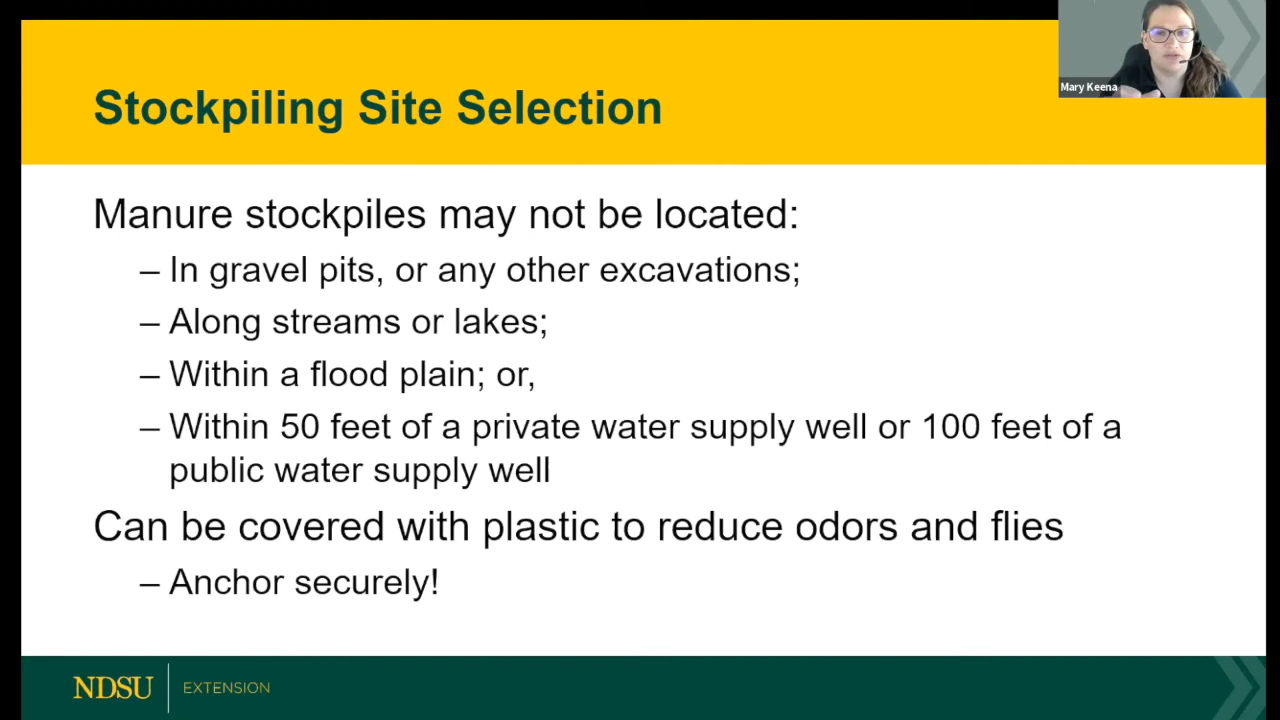 Mary Keena
Stockpiling Site Selection
Manure stockpiles may not be located:
– In gravel pits, or any other excavations;
– Along streams or lakes;
– Within a flood plain; or,
– Within 50 feet of a private water supply well or 100 feet of a
public water supply well
Can be covered with plastic to reduce odors and flies
– Anchor securely!
NDSU EXTENSION